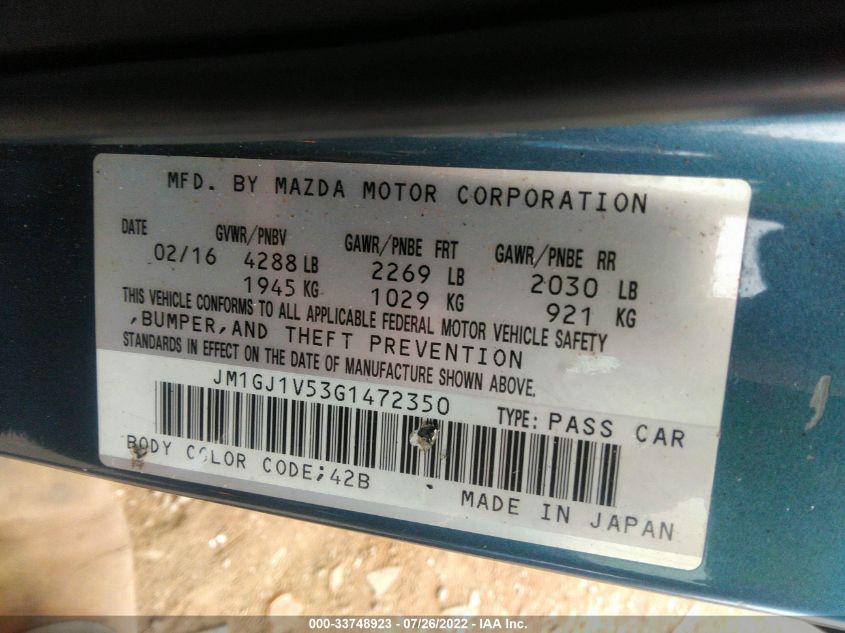 MFD. BY MAZDA MOTOR CORPORATION
DATE GVWR/PNBV GAWR/PNBE FRT GAWR/PNBE RR
02/16 4288 LB 2269 LB 2030 LB
1945 KG 1029 KG 921 KG
THIS VEHICLE CONFORMS TO ALL APPLICABLE FEDERAL MOTOR VEHICLE SAFETY
,BUMPER,AND THEFT PREVENTION
STANDARDS IN EFFECT ON THE DATE OF MANUFACTURE SHOWN ABOVE.
JM1GJ1V53G1472350 TYPE: PASS CAR
BODY COLOR CODE;42B
MADE IN JAPAN
000-33748923 - 07/26/2022 - IAA Inc.